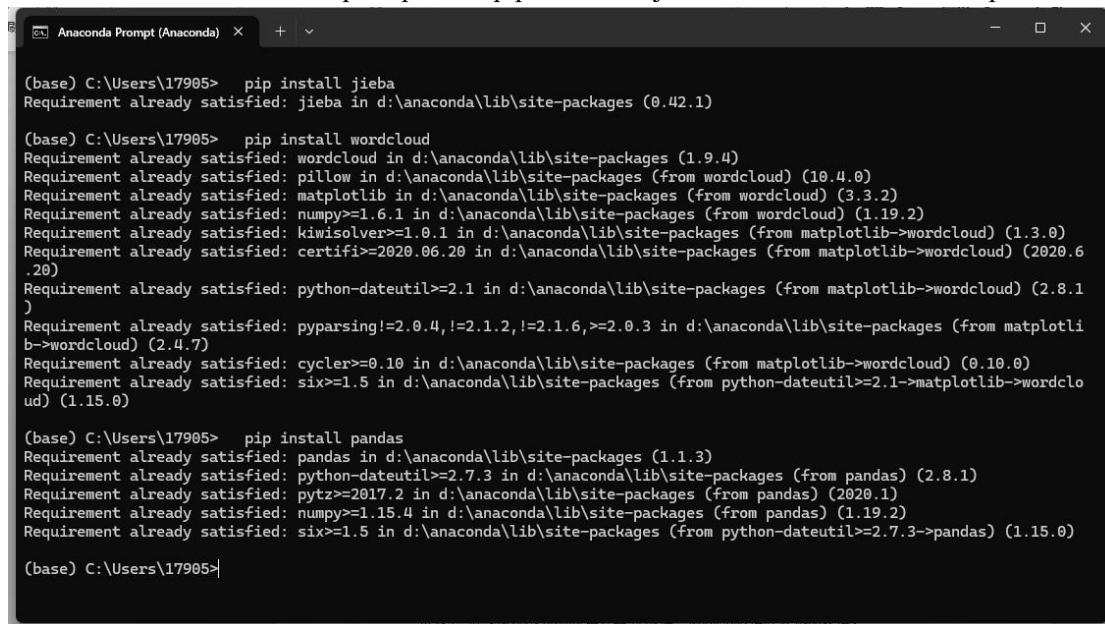 Anaconda Prompt (Anaconda)
(base) C:\Users\17905>   pip install jieba
Requirement already satisfied: jieba in d:\anaconda\lib\site-packages (0.42.1)
(base) C:\Users\17905>   pip install wordcloud
Requirement already satisfied: wordcloud in d:\anaconda\lib\site-packages (1.9.4)
Requirement already satisfied: pillow in d:\anaconda\lib\site-packages (from wordcloud) (10.4.0)
Requirement already satisfied: matplotlib in d:\anaconda\lib\site-packages (from wordcloud) (3.3.2)
Requirement already satisfied: numpy>=1.6.1 in d:\anaconda\lib\site-packages (from wordcloud) (1.19.2)
Requirement already satisfied: kiwisolver>=1.0.1 in d:\anaconda\lib\site-packages (from matplotlib->wordcloud) (1.3.0)
Requirement already satisfied: certifi>=2020.06.20 in d:\anaconda\lib\site-packages (from matplotlib->wordcloud) (2020.6
.20)
Requirement already satisfied: python-dateutil>=2.1 in d:\anaconda\lib\site-packages (from matplotlib->wordcloud) (2.8.1
)
Requirement already satisfied: pyparsing!=2.0.4,!=2.1.2,!=2.1.6,>=2.0.3 in d:\anaconda\lib\site-packages (from matplotli
b->wordcloud) (2.4.7)
Requirement already satisfied: cycler>=0.10 in d:\anaconda\lib\site-packages (from matplotlib->wordcloud) (0.10.0)
Requirement already satisfied: six>=1.5 in d:\anaconda\lib\site-packages (from python-dateutil>=2.1->matplotlib->wordclo
ud) (1.15.0)
(base) C:\Users\17905>   pip install pandas
Requirement already satisfied: pandas in d:\anaconda\lib\site-packages (1.1.3)
Requirement already satisfied: python-dateutil>=2.7.3 in d:\anaconda\lib\site-packages (from pandas) (2.8.1)
Requirement already satisfied: pytz>=2017.2 in d:\anaconda\lib\site-packages (from pandas) (2020.1)
Requirement already satisfied: numpy>=1.15.4 in d:\anaconda\lib\site-packages (from pandas) (1.19.2)
Requirement already satisfied: six>=1.5 in d:\anaconda\lib\site-packages (from python-dateutil>=2.7.3->pandas) (1.15.0)
(base) C:\Users\17905>